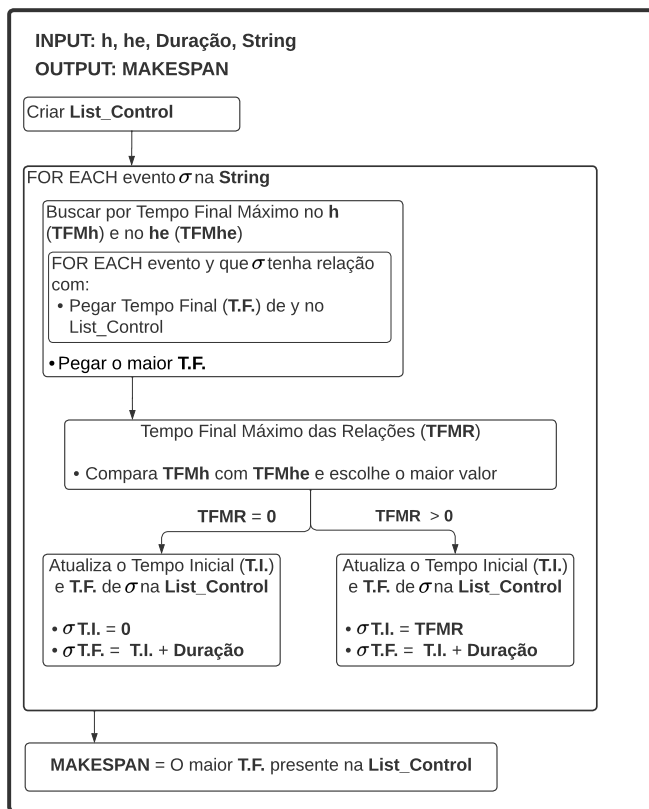 INPUT: h, he, Duração, String
OUTPUT: MAKESPAN
Criar List_Control
FOR EACH evento σ na String
Buscar por Tempo Final Máximo no h
(TFMh) e no he (TFMhe)
FOR EACH evento y que σ tenha relação
com:
• Pegar Tempo Final (T.F.) de y no
List_Control
• Pegar o maior T.F.
Tempo Final Máximo das Relações (TFMR)
• Compara TFMh com TFMhe e escolhe o maior valor
TFMR = 0
TFMR > 0
Atualiza o Tempo Inicial (T.I.)
e T.F. de σ na List_Control
• σ T.I. = 0
• σ T.F. = T.I. + Duração
Atualiza o Tempo Inicial (T.I.)
e T.F. de σ na List_Control
• σ T.I. = TFMR
• σ T.F. = T.I. + Duração
MAKESPAN = O maior T.F. presente na List_Control